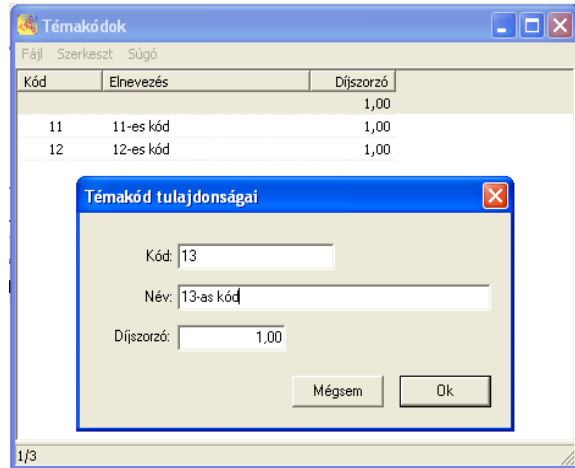 Témakódok
Fájl Szerkeszt Súgó
Kód Elnevezés Díjszorzó
1,00
11 11-es kód 1,00
12 12-es kód 1,00
Témakód tulajdonságai
Kód: 13
Név: 13-as kód
Díjszorzó: 1,00
Mégsem Ok
1/3